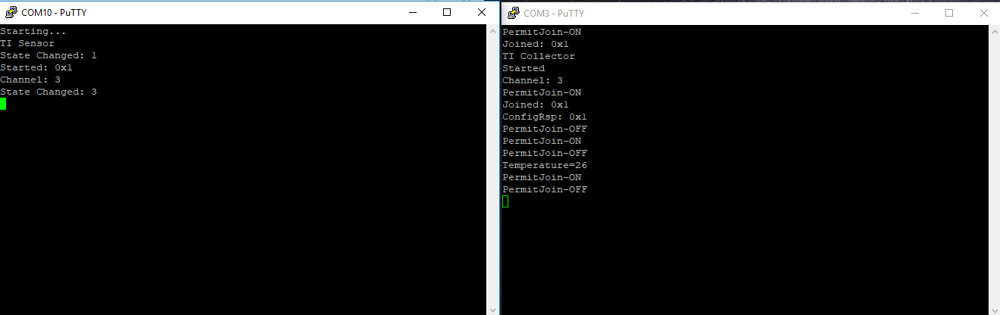 COM10 - PuTTY
Starting...
TI Sensor
State Changed: 1
Started: 0x1
Channel: 3
State Changed: 3
COM3 - PuTTY
PermitJoin-ON
Joined: 0x1
TI Collector
Started
Channel: 3
PermitJoin-ON
Joined: 0x1
ConfigRsp: 0x1
PermitJoin-OFF
PermitJoin-ON
PermitJoin-OFF
Temperature=26
PermitJoin-ON
PermitJoin-OFF